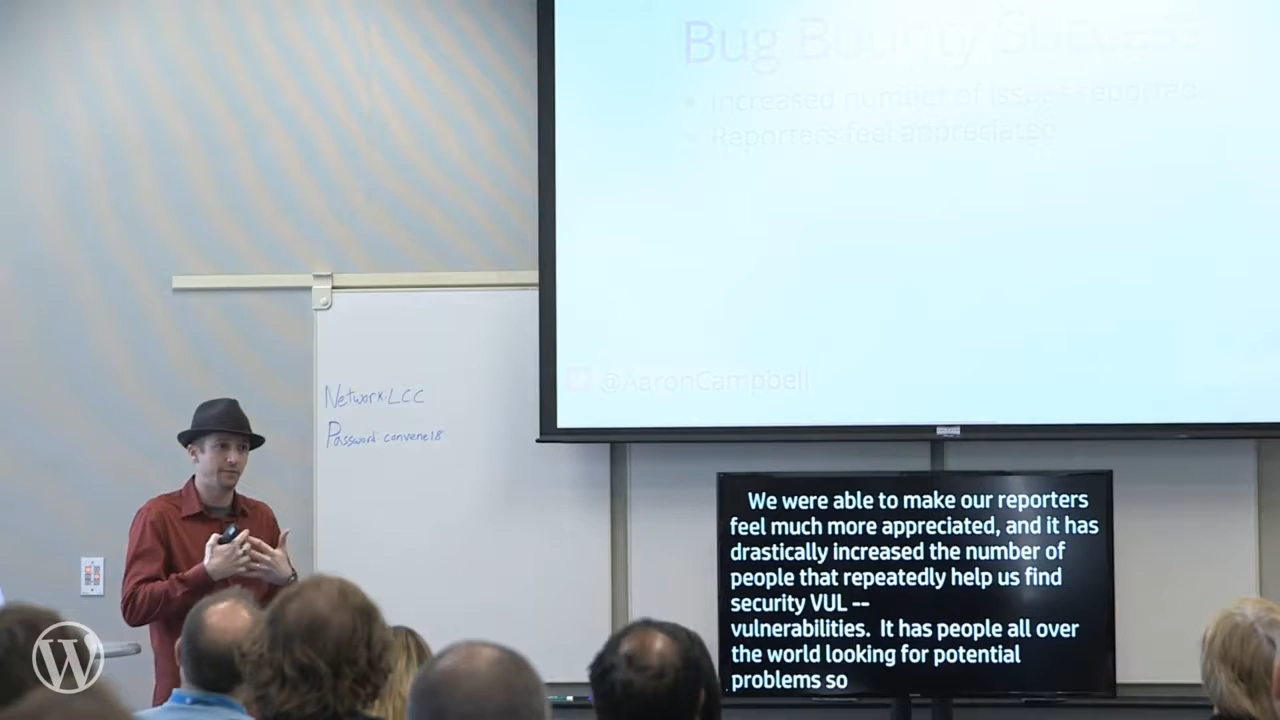 Bug Bounty Success
• Increased number of issues reported
• Reporters feel appreciated
@AaronCampbell
Network: LCC
Password: convene18
We were able to make our reporters
feel much more appreciated, and it has
drastically increased the number of
people that repeatedly help us find
security VUL --
vulnerabilities. It has people all over
the world looking for potential
problems so